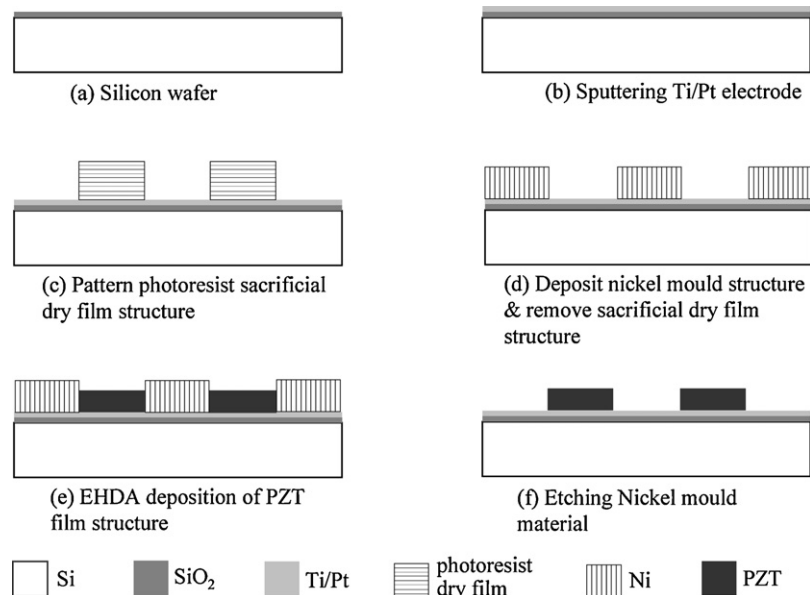 (a) Silicon wafer
(b) Sputtering Ti/Pt electrode
(c) Pattern photoresist sacrificial
dry film structure
(d) Deposit nickel mould structure
& remove sacrificial dry film
structure
(e) EHDA deposition of PZT
film structure
(f) Etching Nickel mould
material
Si
SiO₂
Ti/Pt
photoresist
dry film
Ni
PZT